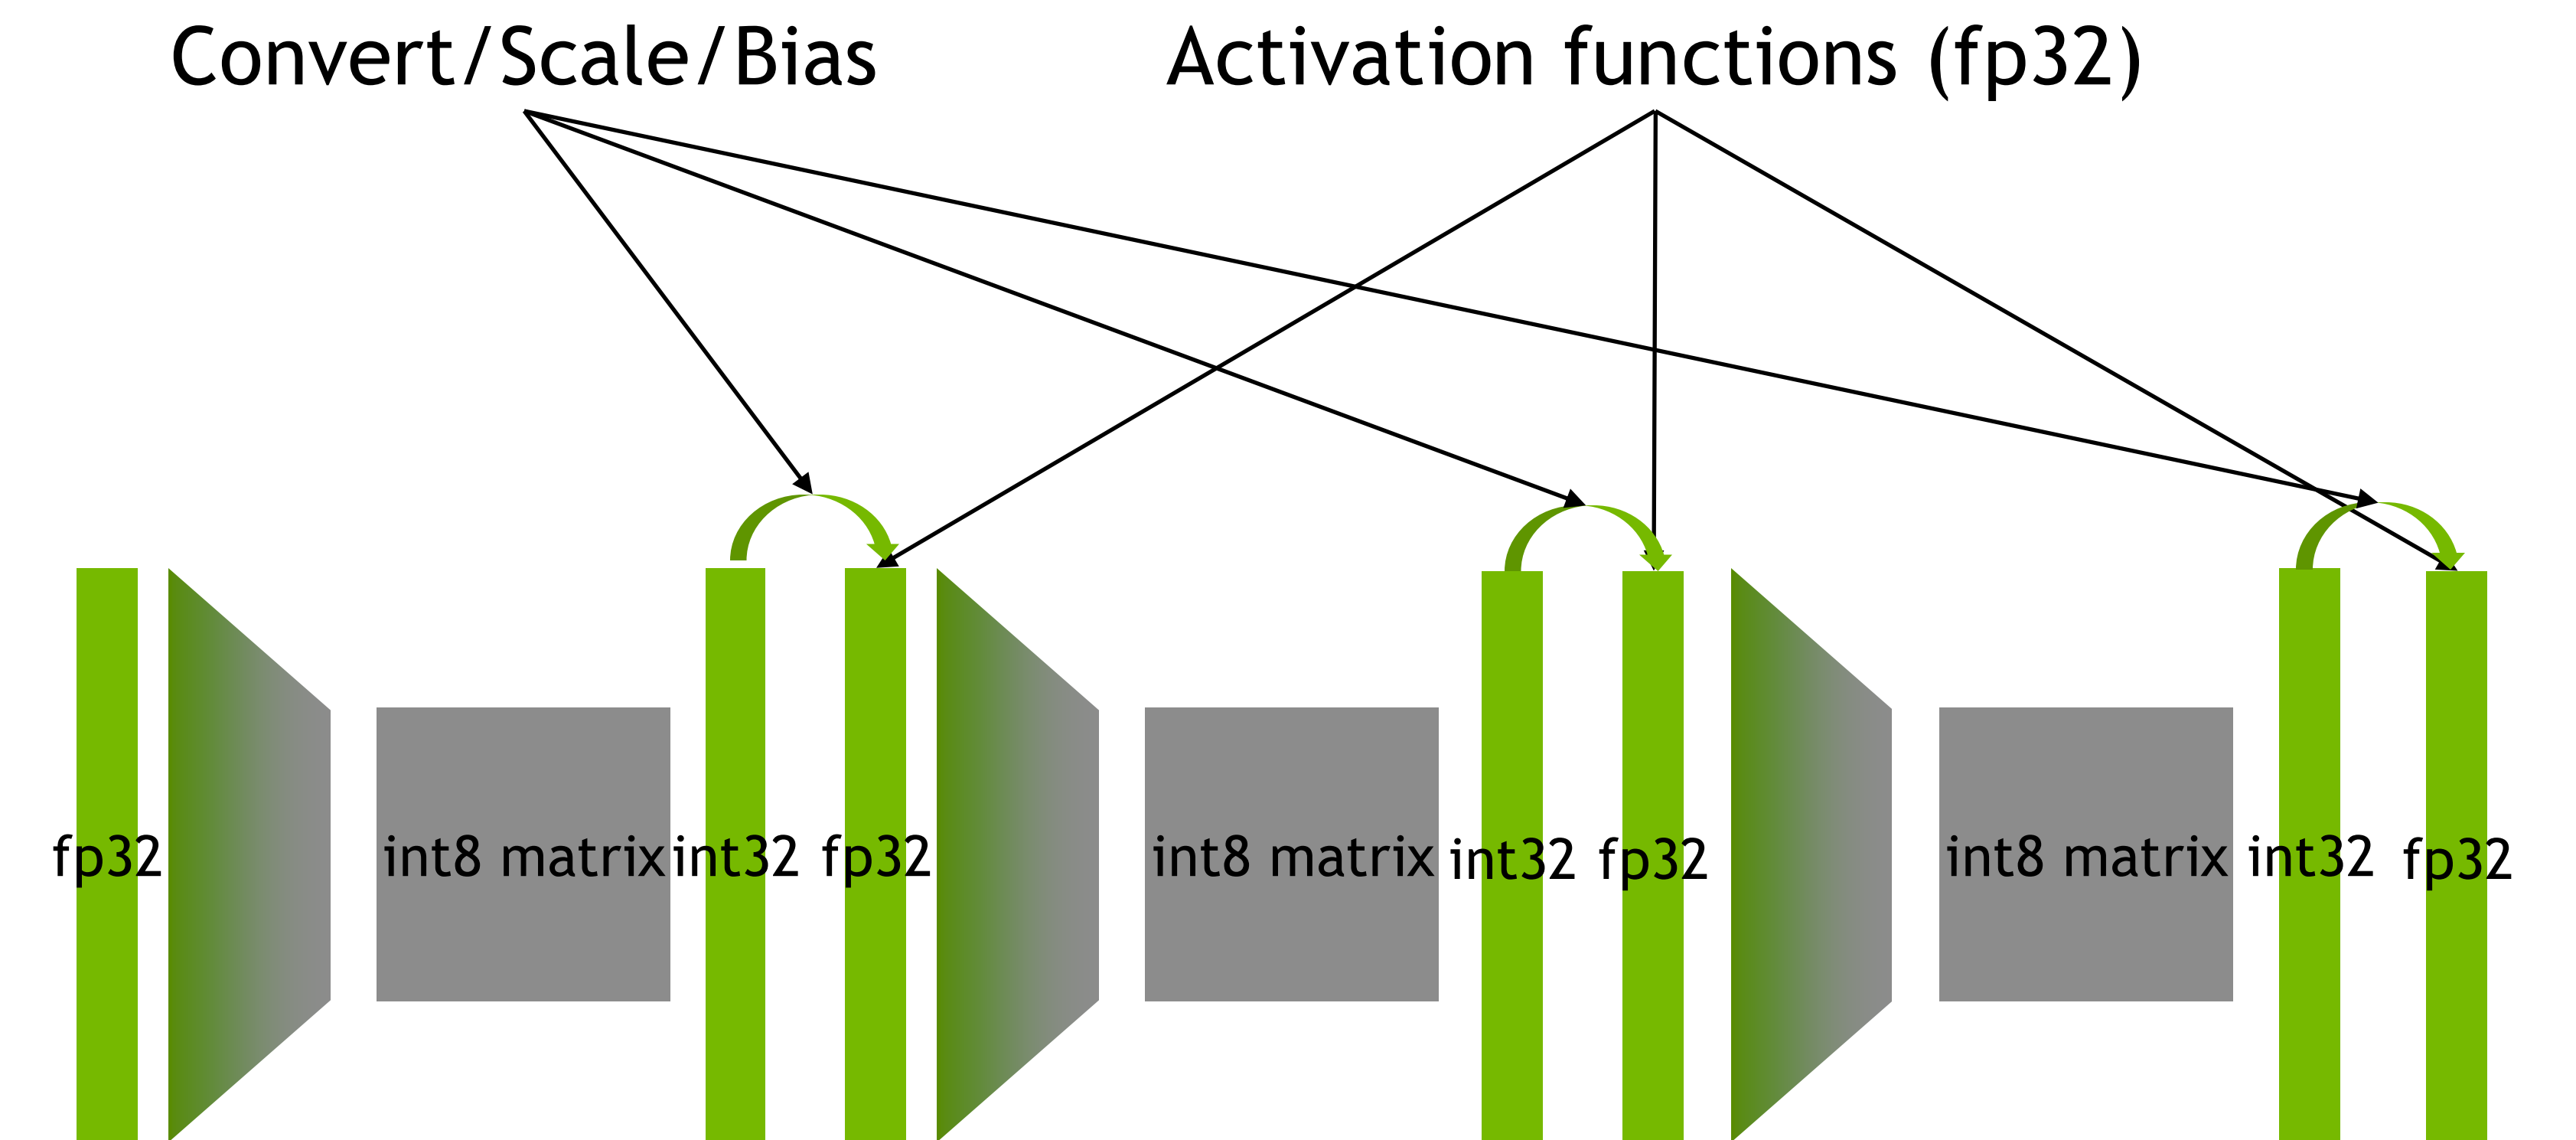 Convert/Scale/Bias
Activation functions (fp32)
fp32
int8 matrix
int32
fp32
int8 matrix
int32
fp32
int8 matrix
int32
fp32